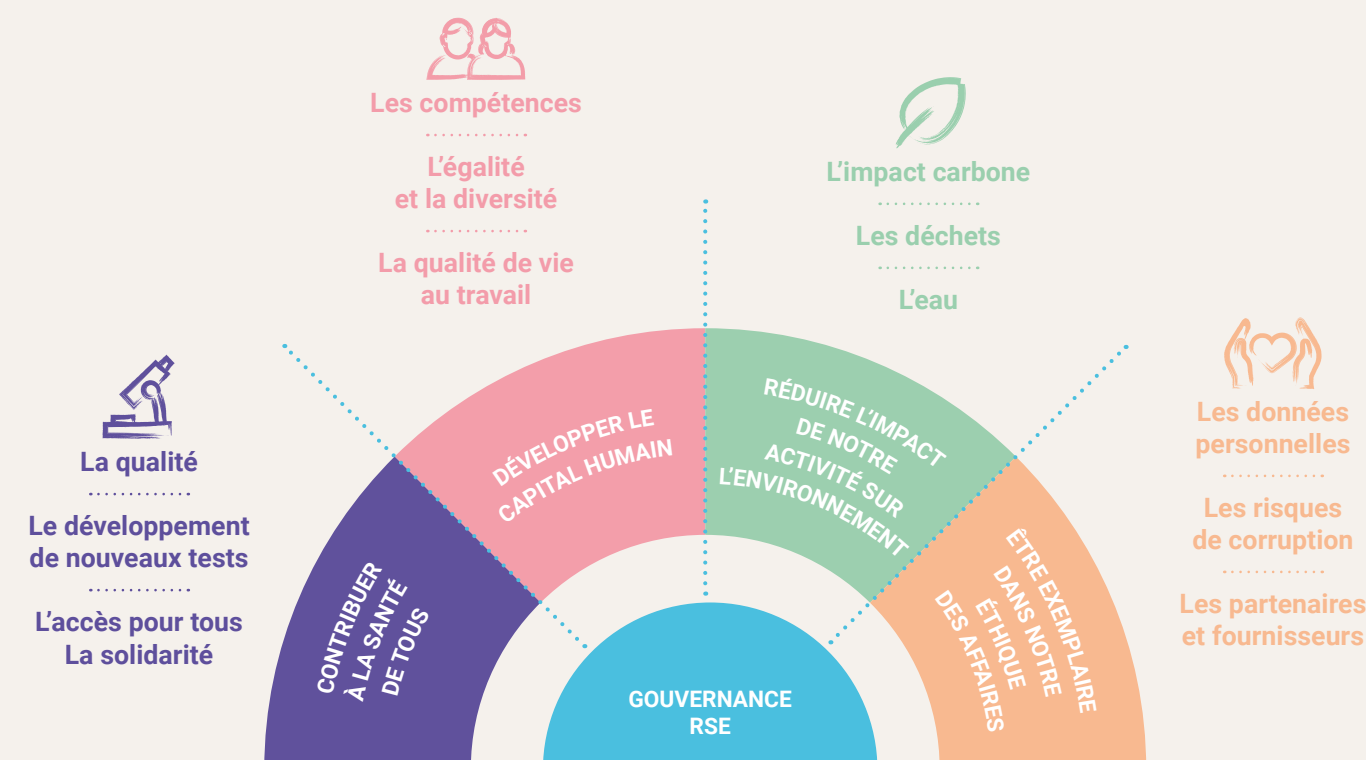 Les compétences
L'égalité
et la diversité
La qualité de vie
au travail
L'impact carbone
Les déchets
L'eau
La qualité
Le développement
de nouveaux tests
L'accès pour tous
La solidarité
Les données
personnelles
Les risques
de corruption
Les partenaires
et fournisseurs
CONTRIBUER
À LA SANTÉ
DE TOUS
DÉVELOPPER LE
CAPITAL HUMAIN
RÉDUIRE L'IMPACT
DE NOTRE
ACTIVITÉ SUR
L'ENVIRONNEMENT
ÊTRE EXEMPLAIRE
DANS NOTRE
ÉTHIQUE
DES AFFAIRES
GOUVERNANCE
RSE